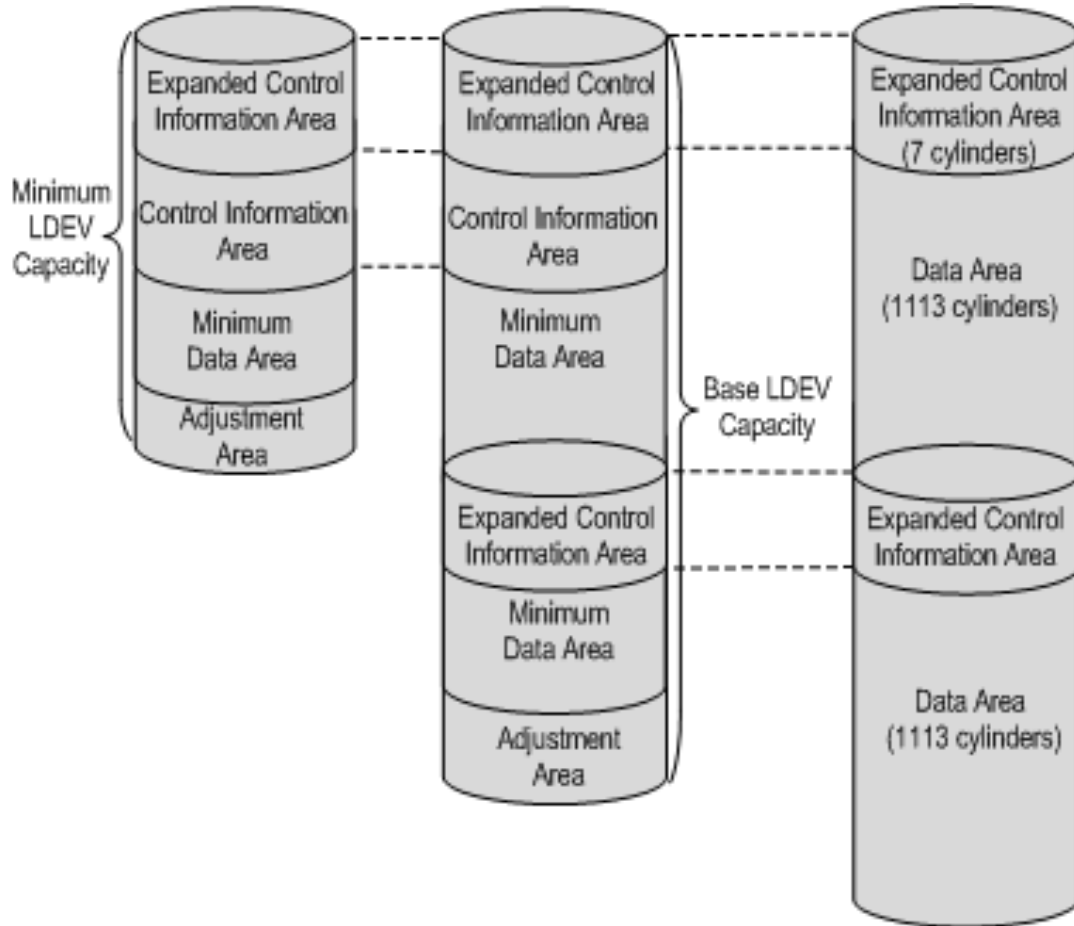 Minimum
LDEV
Capacity
Expanded Control
Information Area
Control Information
Area
Minimum
Data Area
Adjustment
Area
Expanded Control
Information Area
Control Information
Area
Minimum
Data Area
Expanded Control
Information Area
Minimum
Data Area
Adjustment
Area
Base LDEV
Capacity
Expanded Control
Information Area
(7 cylinders)
Data Area
(1113 cylinders)
Expanded Control
Information Area
Data Area
(1113 cylinders)